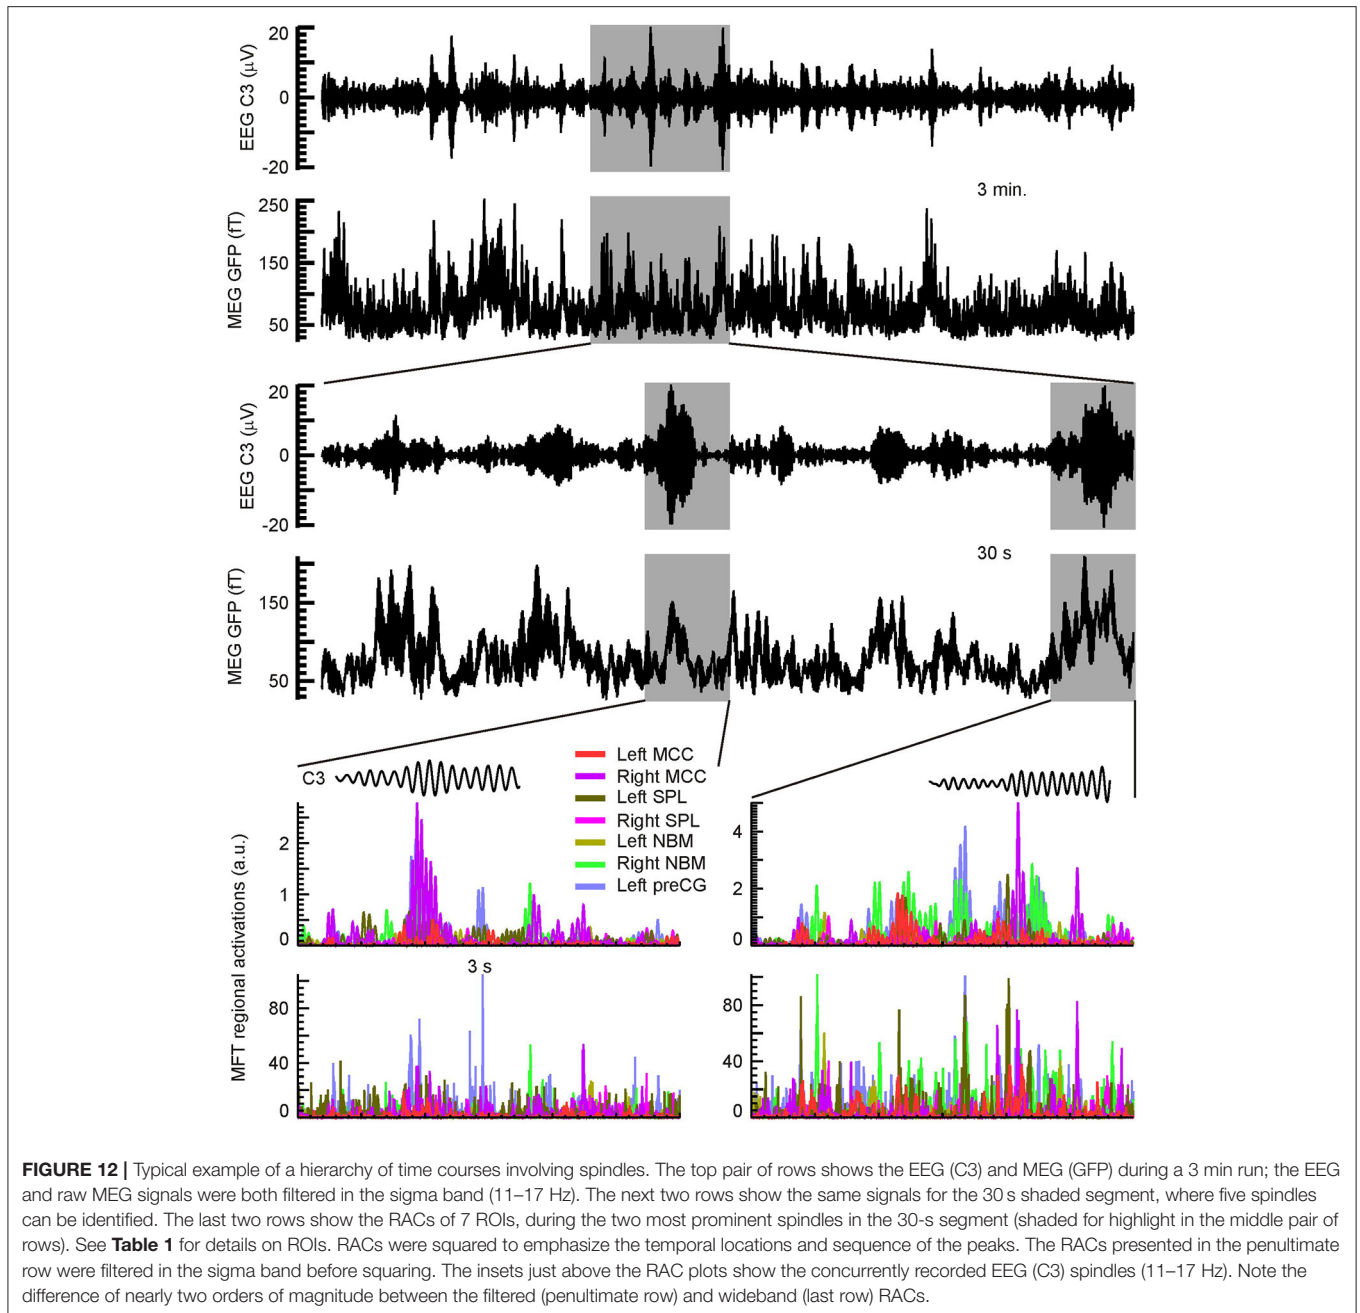 20
EEG C3 (μV)
0
-20
3 min.
250
MEG GFP (fT)
150
50
20
EEG C3 (μV)
0
-20
30 s
MEG GFP (fT)
150
50
C3
Left MCC
Right MCC
Left SPL
Right SPL
Left NBM
Right NBM
Left preCG
MFT regional activations (a.u.)
2
1
0
4
2
0
3 s
80
40
0
80
40
0
FIGURE 12 | Typical example of a hierarchy of time courses involving spindles. The top pair of rows shows the EEG (C3) and MEG (GFP) during a 3 min run; the EEG
and raw MEG signals were both filtered in the sigma band (11–17 Hz). The next two rows show the same signals for the 30 s shaded segment, where five spindles
can be identified. The last two rows show the RACs of 7 ROIs, during the two most prominent spindles in the 30-s segment (shaded for highlight in the middle pair of
rows). See Table 1 for details on ROIs. RACs were squared to emphasize the temporal locations and sequence of the peaks. The RACs presented in the penultimate
row were filtered in the sigma band before squaring. The insets just above the RAC plots show the concurrently recorded EEG (C3) spindles (11–17 Hz). Note the
difference of nearly two orders of magnitude between the filtered (penultimate row) and wideband (last row) RACs.